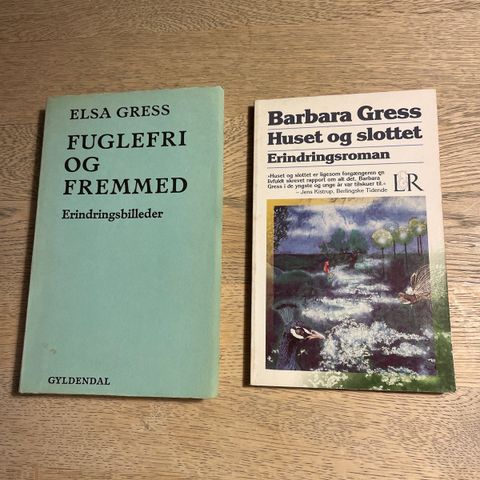 ELSA GRESS
FUGLEFRI
OG
FREMMED
Erindringsbilleder
GYLDENDAL
Barbara Gress
Huset og slottet
Erindringsroman
»Huset og slottet er ligesom forgængeren en
livfuldt skrevet rapport om alt det, Barbara
Gress i de yngste og unge år var tilskuer til.«
– Jens Kistrup, Berlingske Tidende
LR